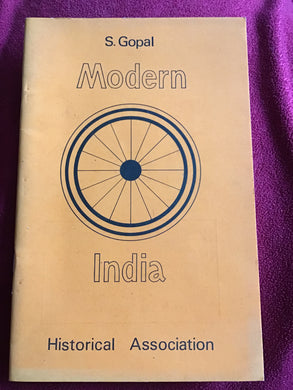 S. Gopal
Modern
India
Historical Association